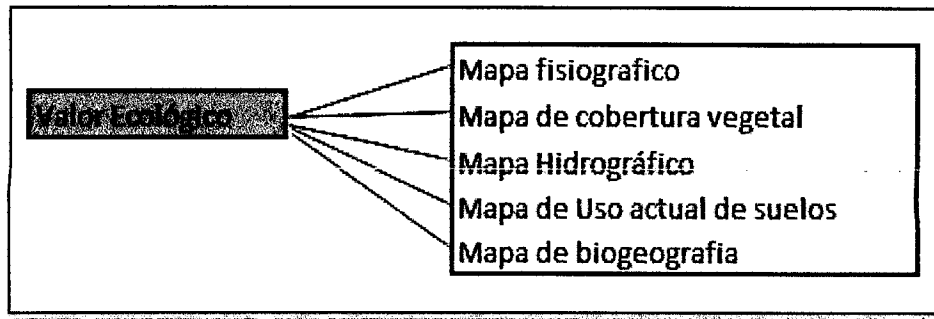 Valor Ecológico
Mapa fisiografico
Mapa de cobertura vegetal
Mapa Hidrográfico
Mapa de Uso actual de suelos
Mapa de biogeografia